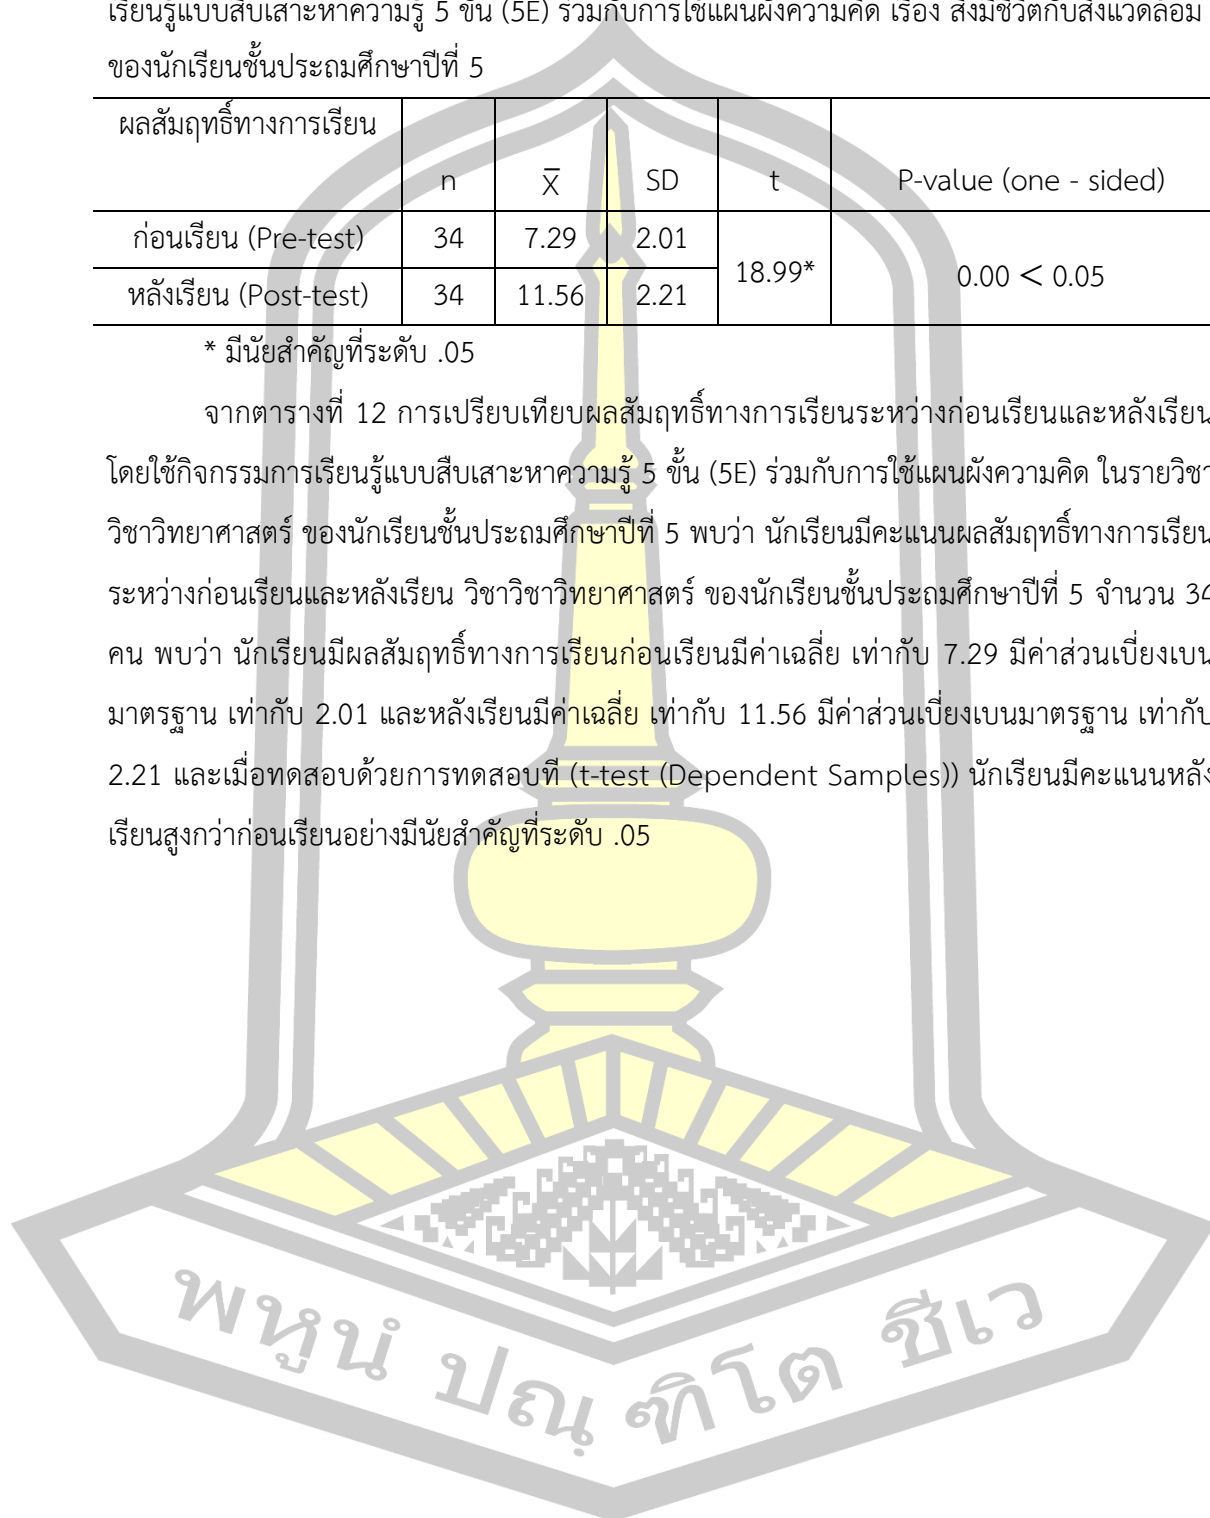 เรียนรู้แบบสืบเสาะหาความรู้ 5 ขั้น (5E) ร่วมกับการใช้แผนผังความคิด เรื่อง สิ่งมีชีวิตกับสิ่งแวดล้อม
ของนักเรียนชั้นประถมศึกษาปีที่ 5
ผลสัมฤทธิ์ทางการเรียน
n X̄ SD t P-value (one - sided)
ก่อนเรียน (Pre-test) 34 7.29 2.01
18.99* 0.00 < 0.05
หลังเรียน (Post-test) 34 11.56 2.21
* มีนัยสำคัญที่ระดับ .05
จากตารางที่ 12 การเปรียบเทียบผลสัมฤทธิ์ทางการเรียนระหว่างก่อนเรียนและหลังเรียน
โดยใช้กิจกรรมการเรียนรู้แบบสืบเสาะหาความรู้ 5 ขั้น (5E) ร่วมกับการใช้แผนผังความคิด ในรายวิชา
วิชาวิทยาศาสตร์ ของนักเรียนชั้นประถมศึกษาปีที่ 5 พบว่า นักเรียนมีคะแนนผลสัมฤทธิ์ทางการเรียน
ระหว่างก่อนเรียนและหลังเรียน วิชาวิชาวิทยาศาสตร์ ของนักเรียนชั้นประถมศึกษาปีที่ 5 จำนวน 34
คน พบว่า นักเรียนมีผลสัมฤทธิ์ทางการเรียนก่อนเรียนมีค่าเฉลี่ย เท่ากับ 7.29 มีค่าส่วนเบี่ยงเบน
มาตรฐาน เท่ากับ 2.01 และหลังเรียนมีค่าเฉลี่ย เท่ากับ 11.56 มีค่าส่วนเบี่ยงเบนมาตรฐาน เท่ากับ
2.21 และเมื่อทดสอบด้วยการทดสอบที (t-test (Dependent Samples)) นักเรียนมีคะแนนหลัง
เรียนสูงกว่าก่อนเรียนอย่างมีนัยสำคัญที่ระดับ .05
พหูนํ ปณฺฑิโต ชีเว